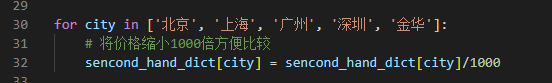 29
30 for city in ['北京', '上海', '广州', '深圳', '金华']:
31 # 将价格缩小1000倍方便比较
32 sencond_hand_dict[city] = sencond_hand_dict[city]/1000